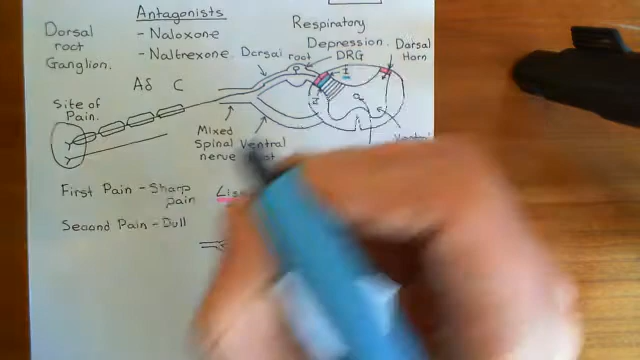 Antagonists
- Naloxone
- Naltrexone.
Dorsal
root
Ganglion.
Respiratory
Depression.
Dorsal root
DRG
Dorsal
Horn
Aδ C
Site of
Pain.
Mixed
Spinal
nerve
Ventral
I
II
First Pain - Sharp
pain
Second Pain - Dull